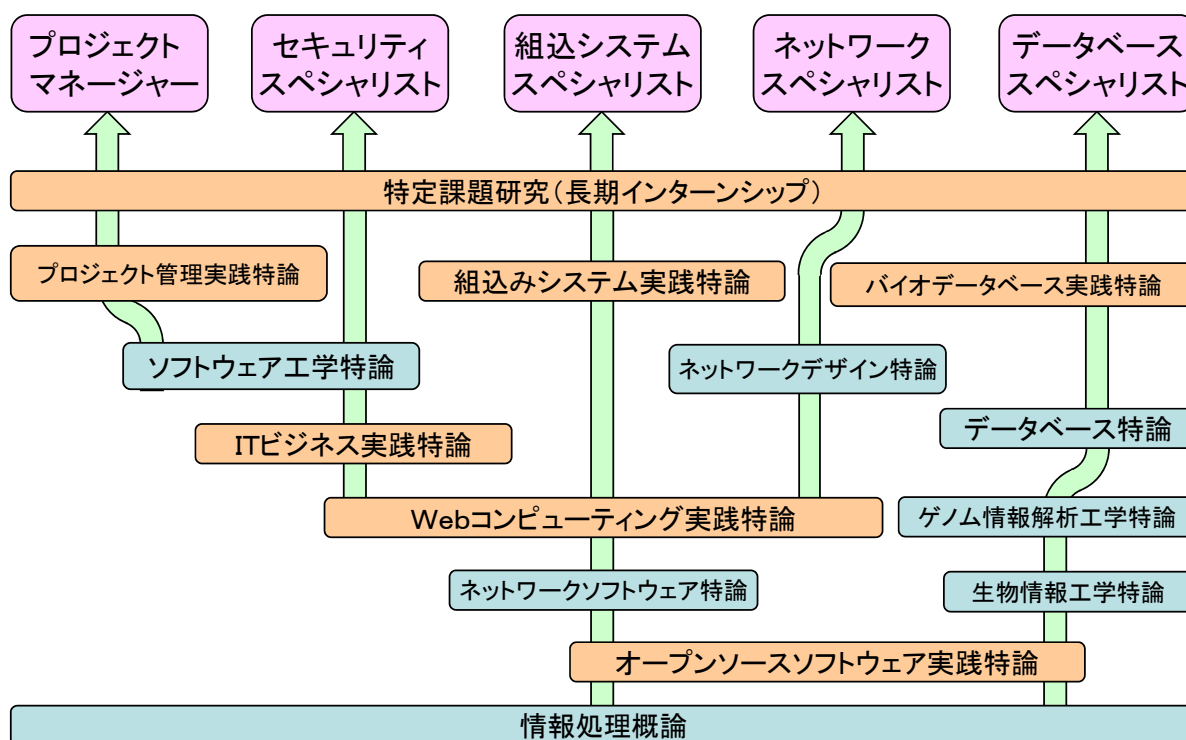 プロジェクト
マネージャー
セキュリティ
スペシャリスト
組込システム
スペシャリスト
ネットワーク
スペシャリスト
データベース
スペシャリスト
特定課題研究(長期インターンシップ)
プロジェクト管理実践特論
組込みシステム実践特論
バイオデータベース実践特論
ソフトウェア工学特論
ネットワークデザイン特論
データベース特論
ITビジネス実践特論
Webコンピューティング実践特論
ゲノム情報解析工学特論
ネットワークソフトウェア特論
生物情報工学特論
オープンソースソフトウェア実践特論
情報処理概論